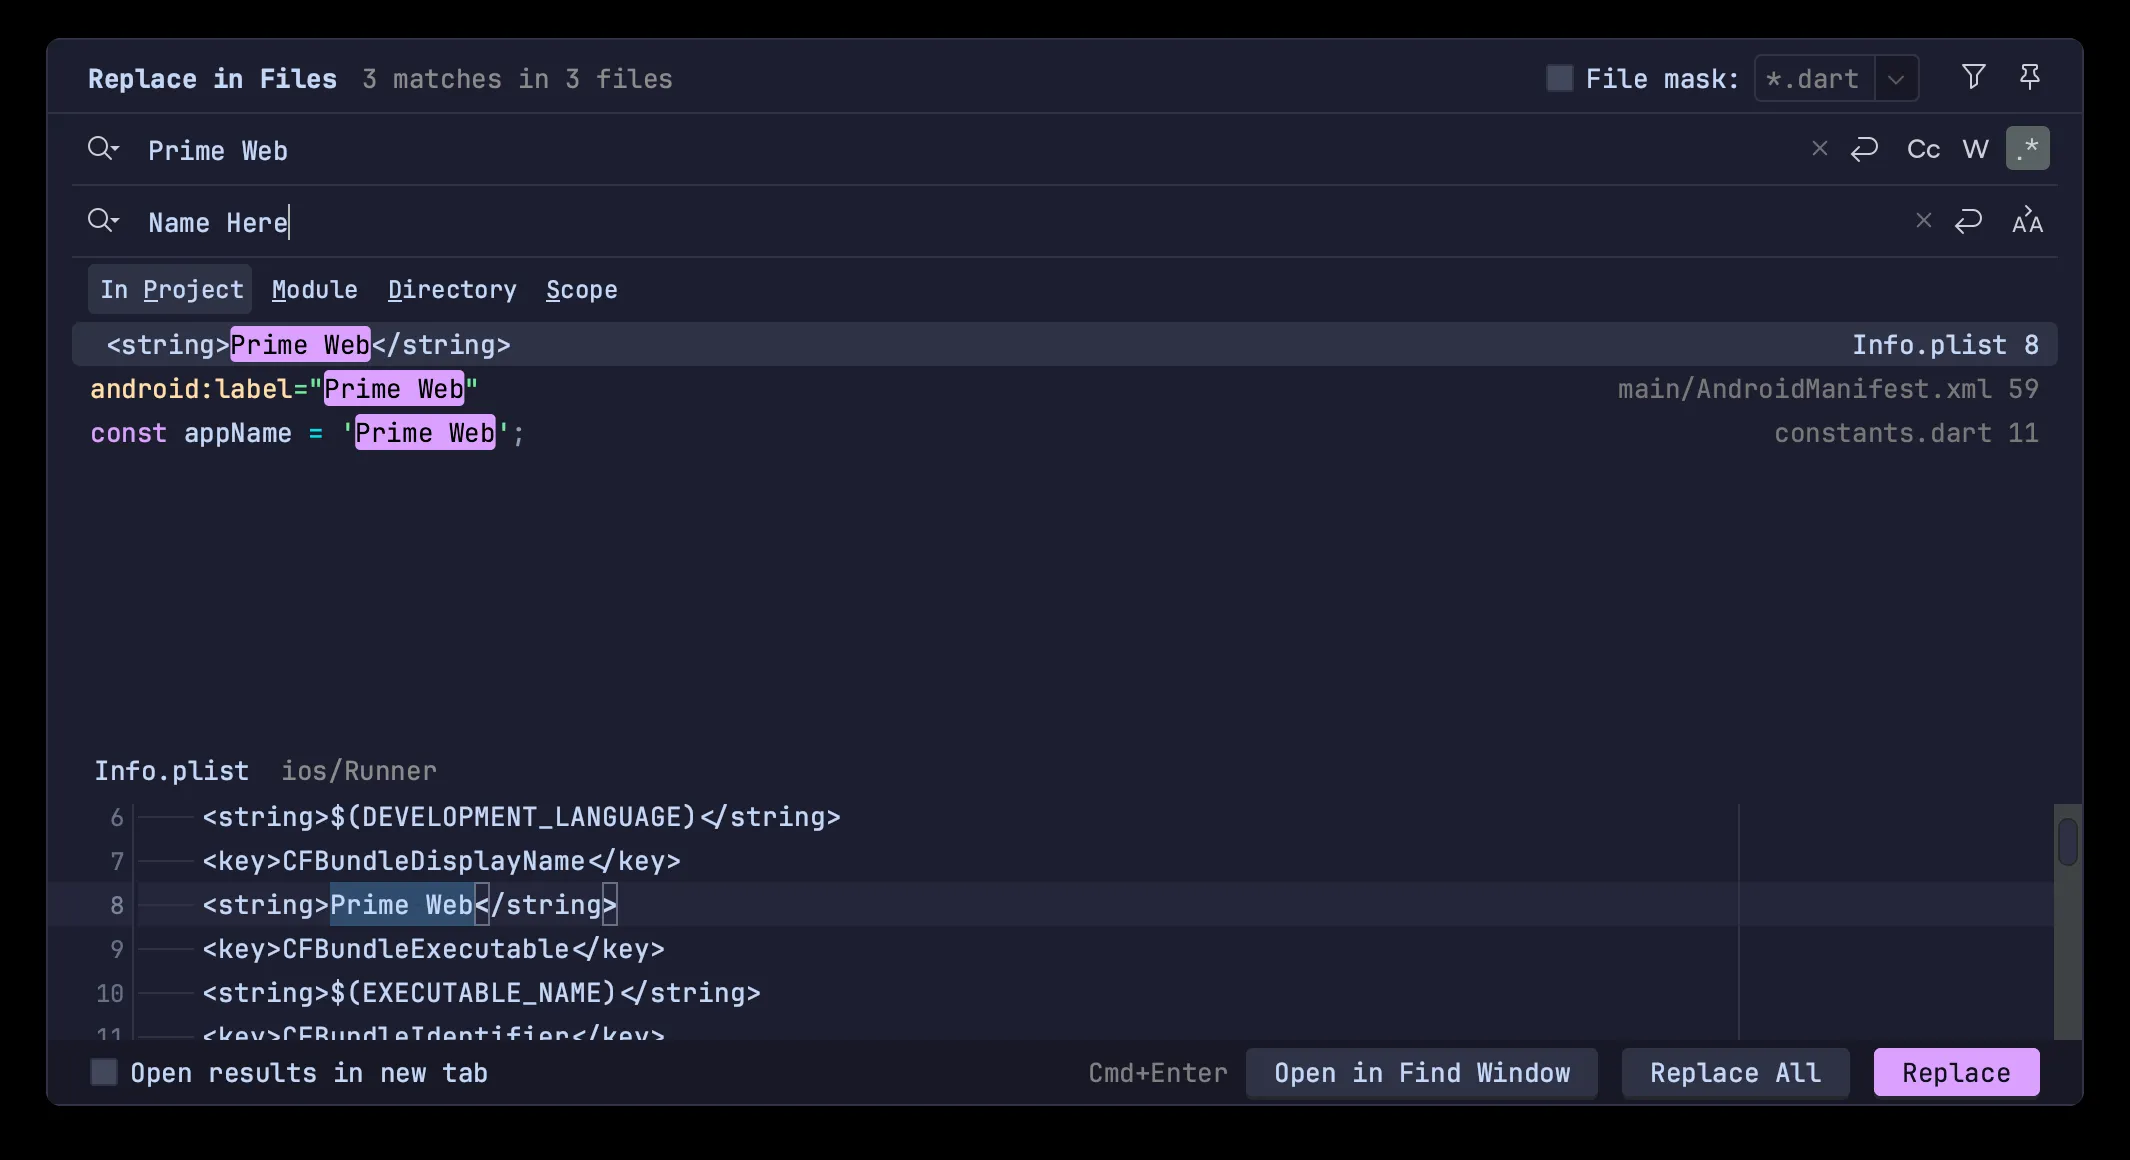 Replace in Files 3 matches in 3 files File mask: *.dart
Prime Web Cc W .*
Name Here AA
In Project Module Directory Scope
<string>Prime Web</string> Info.plist 8
android:label="Prime Web" main/AndroidManifest.xml 59
const appName = 'Prime Web'; constants.dart 11
Info.plist ios/Runner
6 <string>$(DEVELOPMENT_LANGUAGE)</string>
7 <key>CFBundleDisplayName</key>
8 <string>Prime Web</string>
9 <key>CFBundleExecutable</key>
10 <string>$(EXECUTABLE_NAME)</string>
11 <key>CFBundleIdentifier</key>
Open results in new tab Cmd+Enter Open in Find Window Replace All Replace